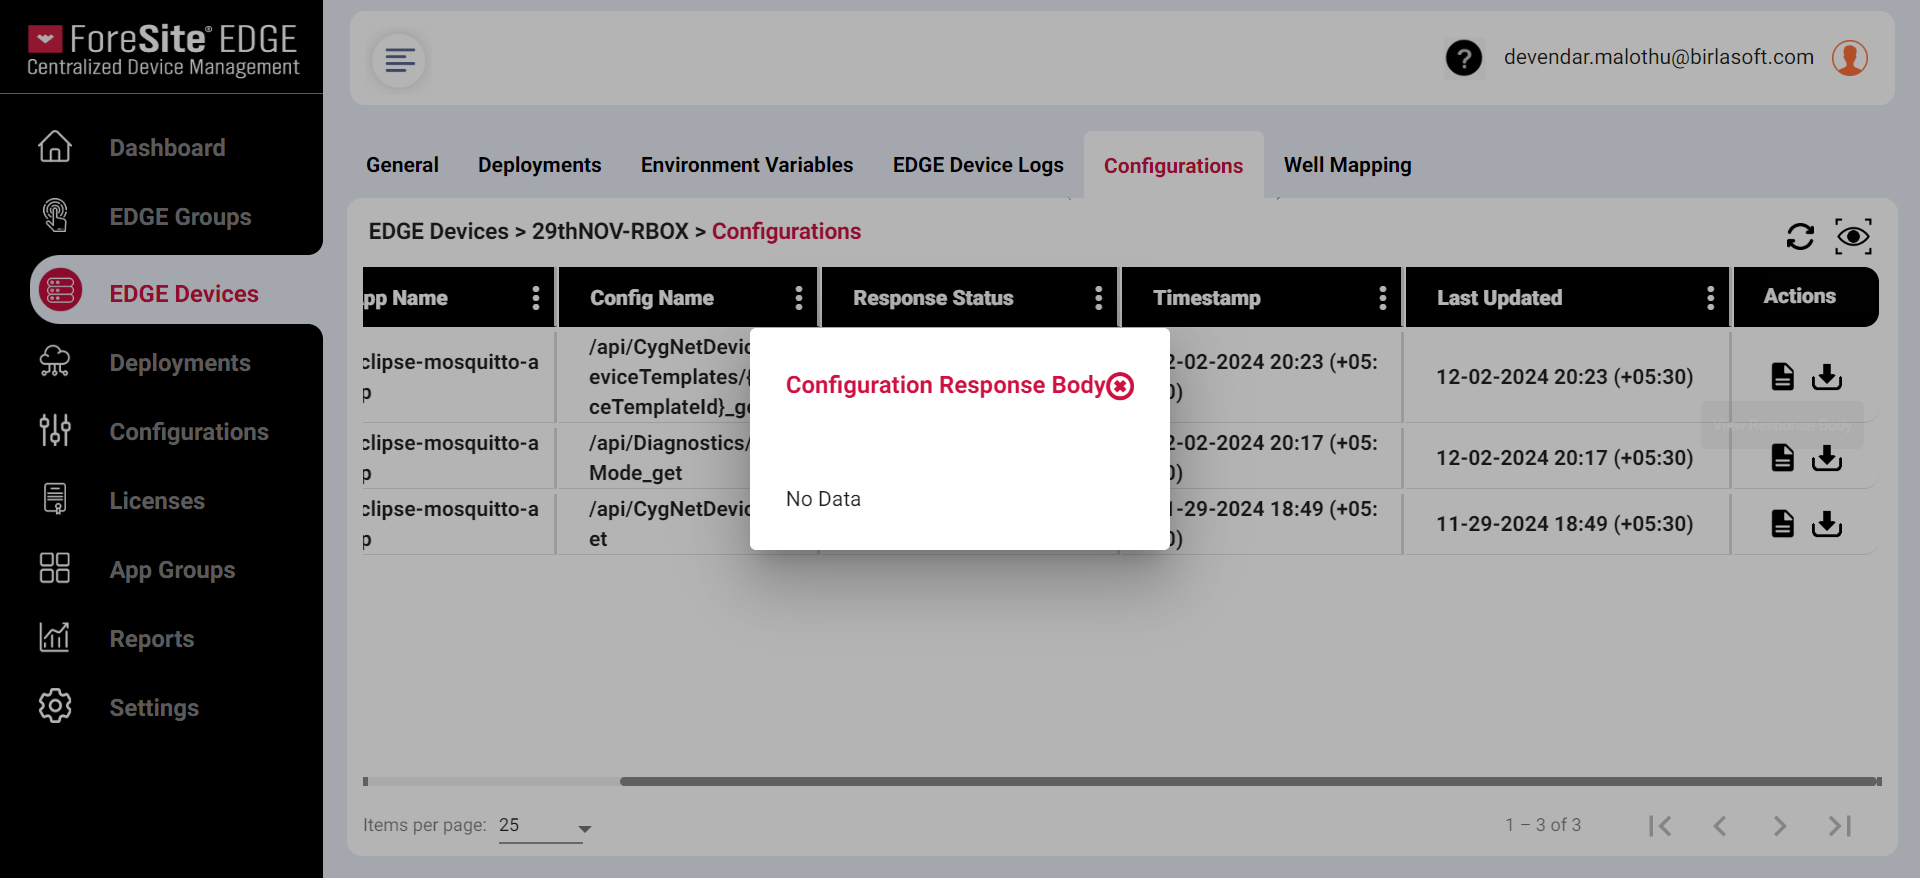 ForeSite® EDGE
Centralized Device Management
devendar.malothu@birlasoft.com
Dashboard
EDGE Groups
EDGE Devices
Deployments
Configurations
Licenses
App Groups
Reports
Settings
General
Deployments
Environment Variables
EDGE Device Logs
Configurations
Well Mapping
EDGE Devices > 29thNOV-RBOX > Configurations
pp Name
Config Name
Response Status
Timestamp
Last Updated
Actions
clipse-mosquitto-a
p
/api/CygNetDevic
eviceTemplates/{
ceTemplateId}_ge
2-02-2024 20:23 (+05:
0)
12-02-2024 20:23 (+05:30)
View Response Body
clipse-mosquitto-a
p
/api/Diagnostics/
Mode_get
2-02-2024 20:17 (+05:
0)
12-02-2024 20:17 (+05:30)
clipse-mosquitto-a
p
/api/CygNetDevic
et
1-29-2024 18:49 (+05:
0)
11-29-2024 18:49 (+05:30)
Configuration Response Body
No Data
Items per page: 25
1 – 3 of 3